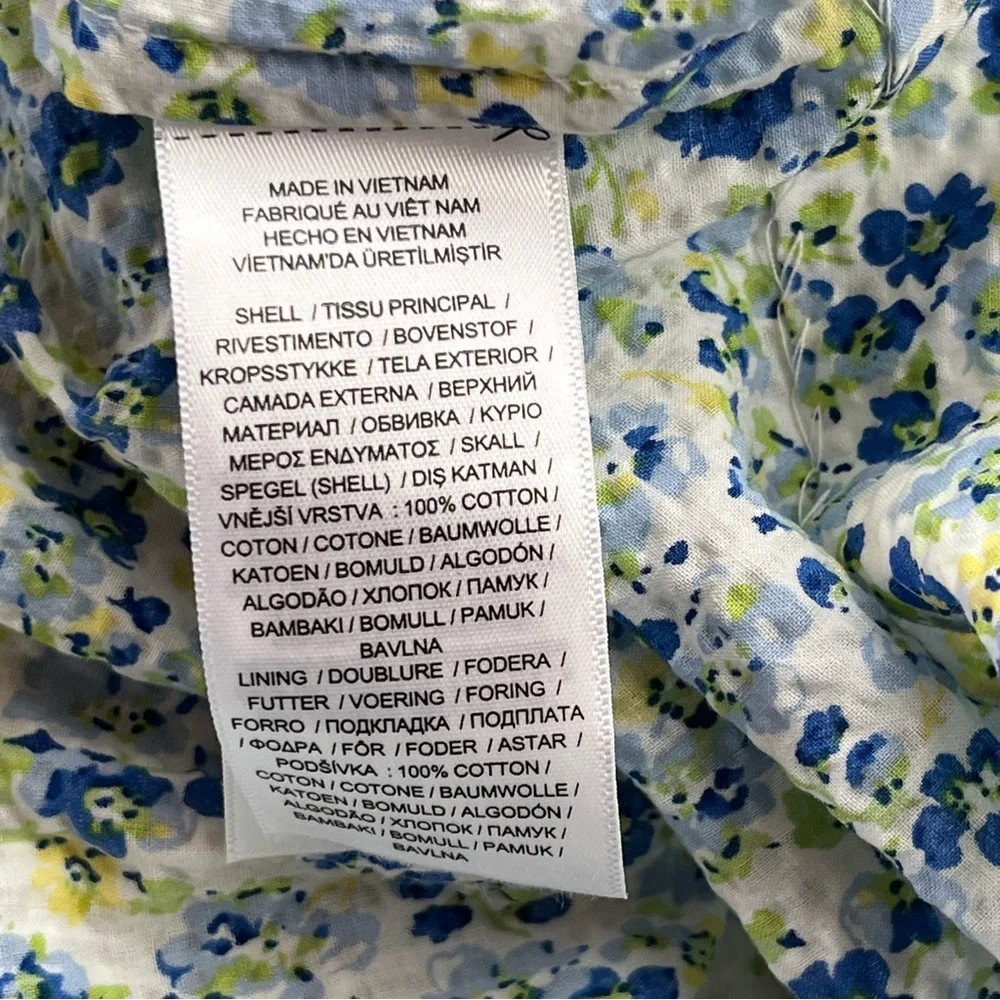 MADE IN VIETNAM
FABRIQUÉ AU VIÊT NAM
HECHO EN VIETNAM
VİETNAM'DA ÜRETİLMİŞTİR
SHELL / TISSU PRINCIPAL /
RIVESTIMENTO / BOVENSTOF /
KROPSSTYKKE / TELA EXTERIOR /
CAMADA EXTERNA / ВЕРХНИЙ
МАТЕРИАЛ / ОБВИВКА / ΚΥΡΙΟ
ΜΕΡΟΣ ΕΝΔΥΜΑΤΟΣ / SKALL /
SPEGEL (SHELL) / DIŞ KATMAN /
VNĚJŠÍ VRSTVA : 100% COTTON /
COTON / COTONE / BAUMWOLLE /
KATOEN / BOMULD / ALGODÓN /
ALGODÃO / ХЛОПОК / ПАМУК /
BAMBAKI / BOMULL / PAMUK /
BAVLNA
LINING / DOUBLURE / FODERA /
FUTTER / VOERING / FORING /
FORRO / ПОДКЛАДКА / ПОДПЛАТА
/ ΦΟΔΡΑ / FÔR / FODER / ASTAR /
PODŠÍVKA : 100% COTTON /
COTON / COTONE / BAUMWOLLE /
KATOEN / BOMULD / ALGODÓN /
ALGODÃO / ХЛОПОК / ПАМУК /
BAMBAKI / BOMULL / PAMUK /
BAVLNA